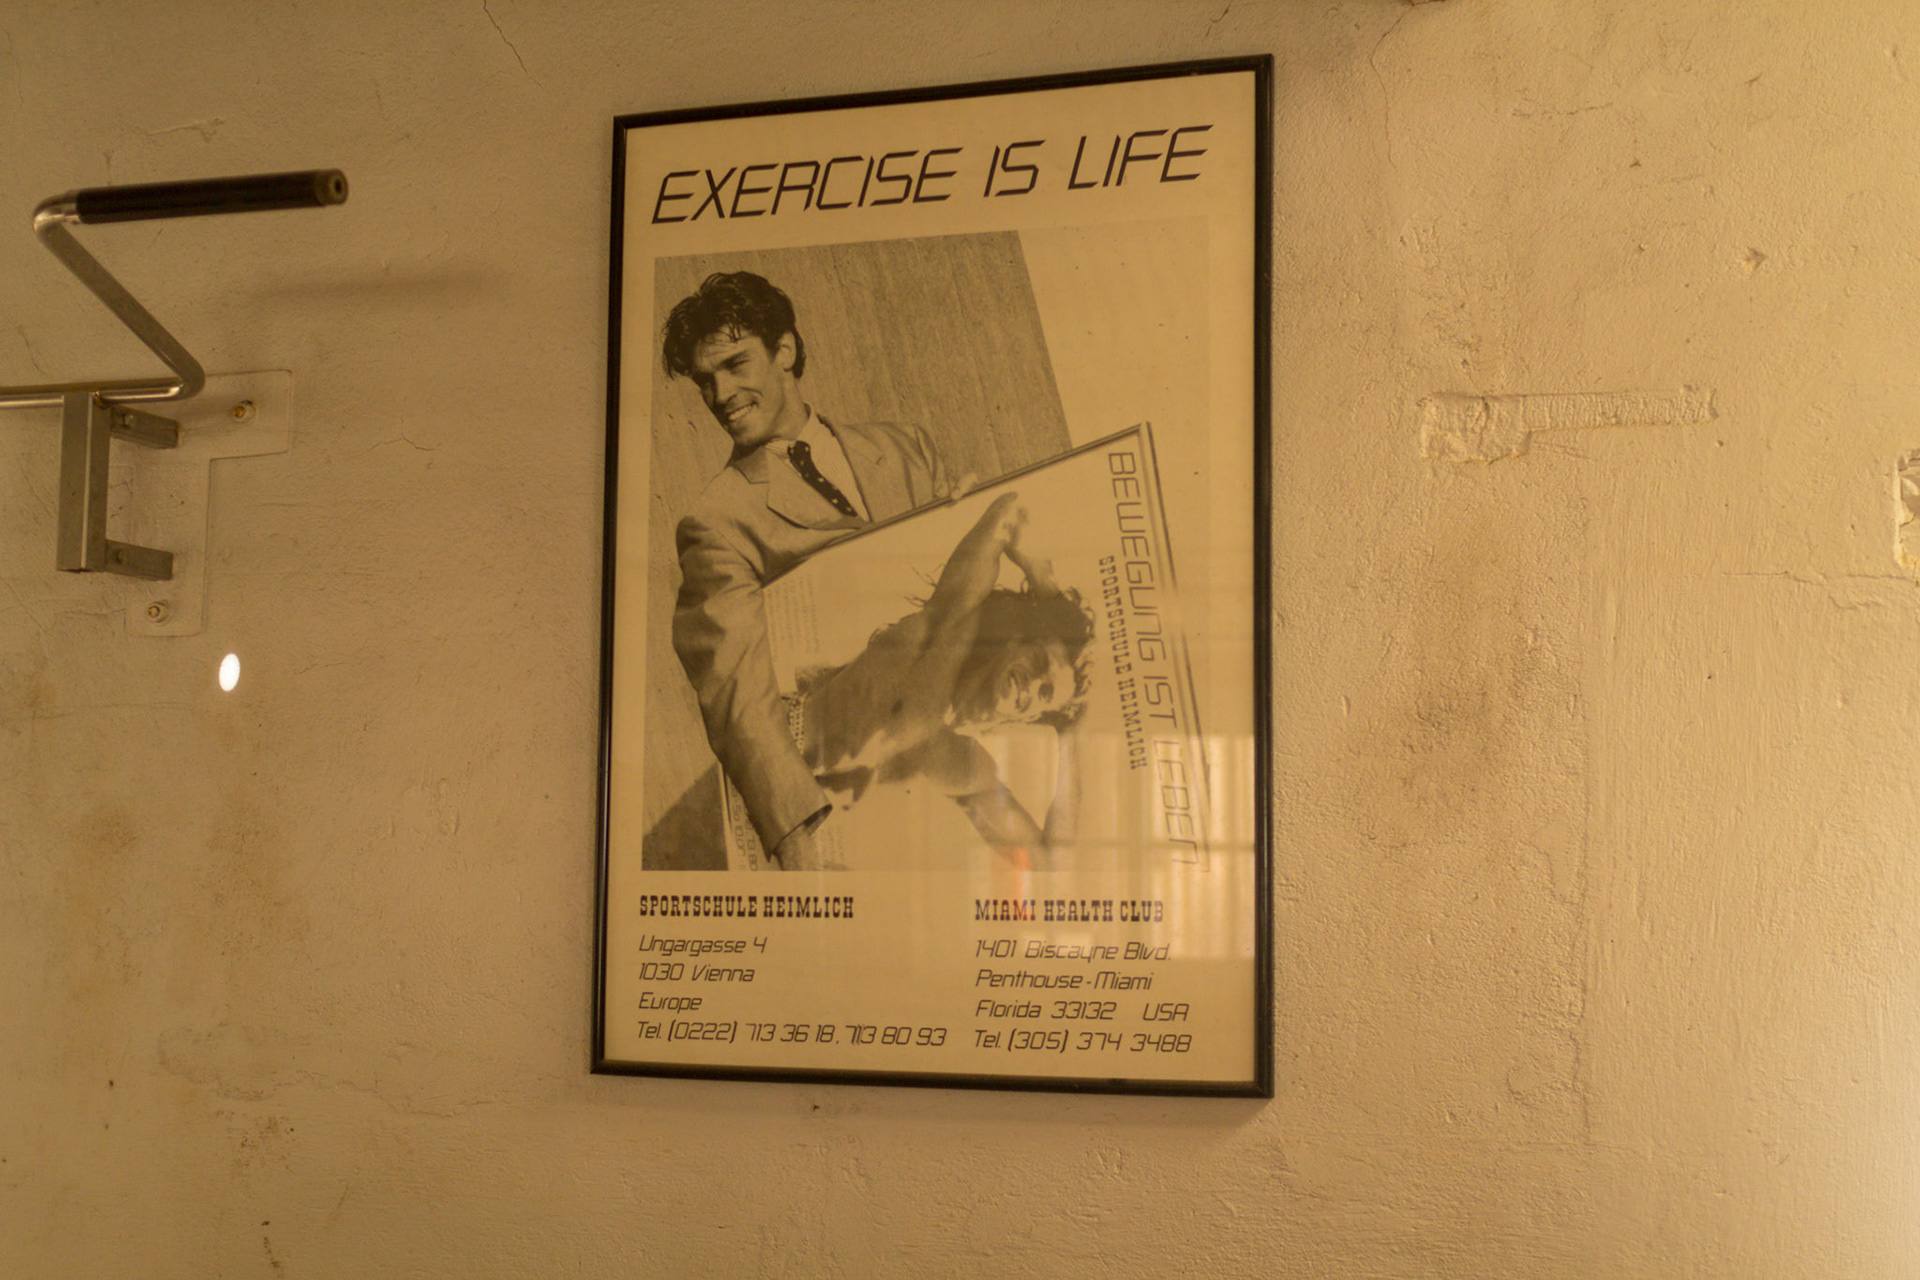 EXERCISE IS LIFE
BEWEGUNG IST LEBEN
SPORTSCHULE HEIMLICH
SPORTSCHULE HEIMLICH
Ungargasse 4
1030 Vienna
Europe
Tel. (0222) 713 36 18, 713 80 93
MIAMI HEALTH CLUB
1401 Biscayne Blvd.
Penthouse-Miami
Florida 33132 USA
Tel. (305) 374 3488